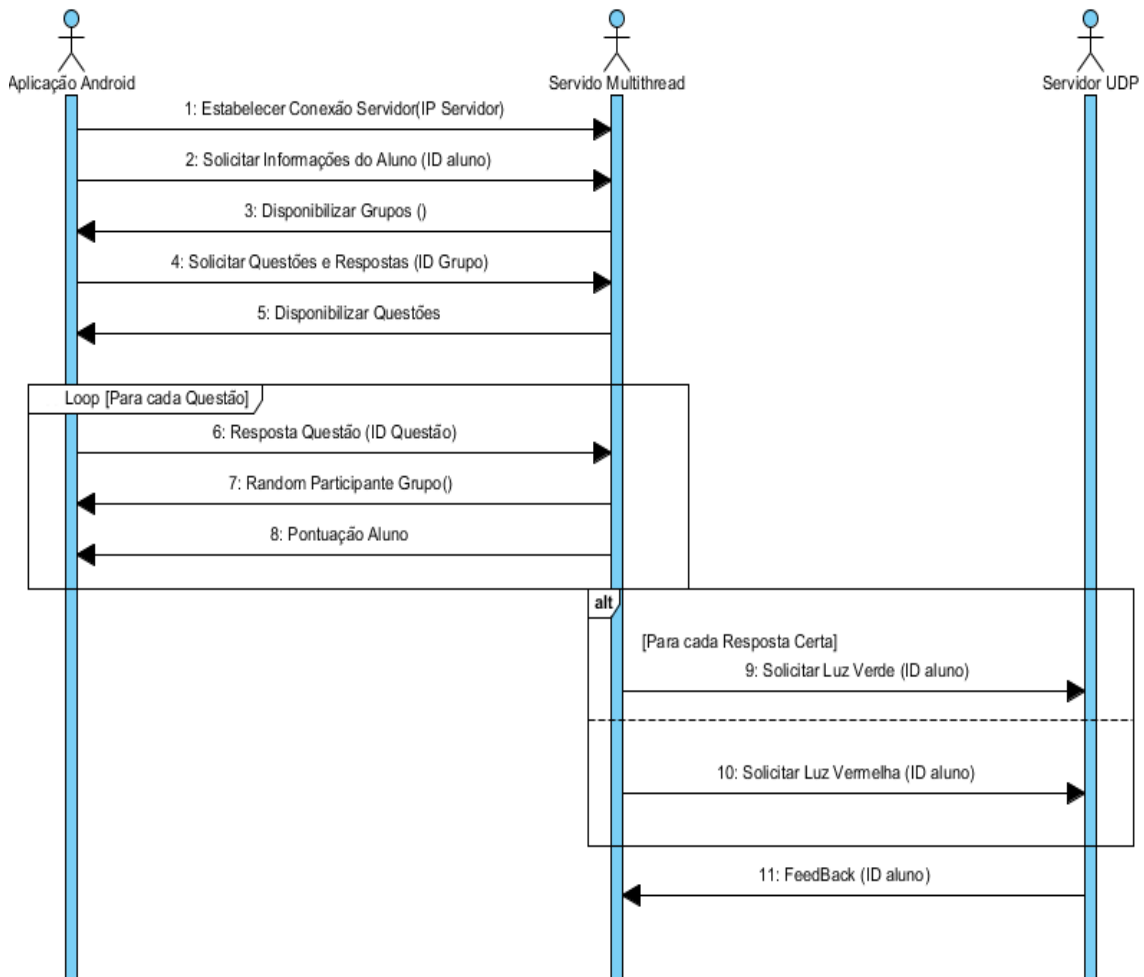 Aplicação Android
Servido Multithread
Servidor UDP
1: Estabelecer Conexão Servidor(IP Servidor)
2: Solicitar Informações do Aluno (ID aluno)
3: Disponibilizar Grupos ()
4: Solicitar Questões e Respostas (ID Grupo)
5: Disponibilizar Questões
Loop [Para cada Questão]
6: Resposta Questão (ID Questão)
7: Random Participante Grupo()
8: Pontuação Aluno
alt
[Para cada Resposta Certa]
9: Solicitar Luz Verde (ID aluno)
10: Solicitar Luz Vermelha (ID aluno)
11: FeedBack (ID aluno)